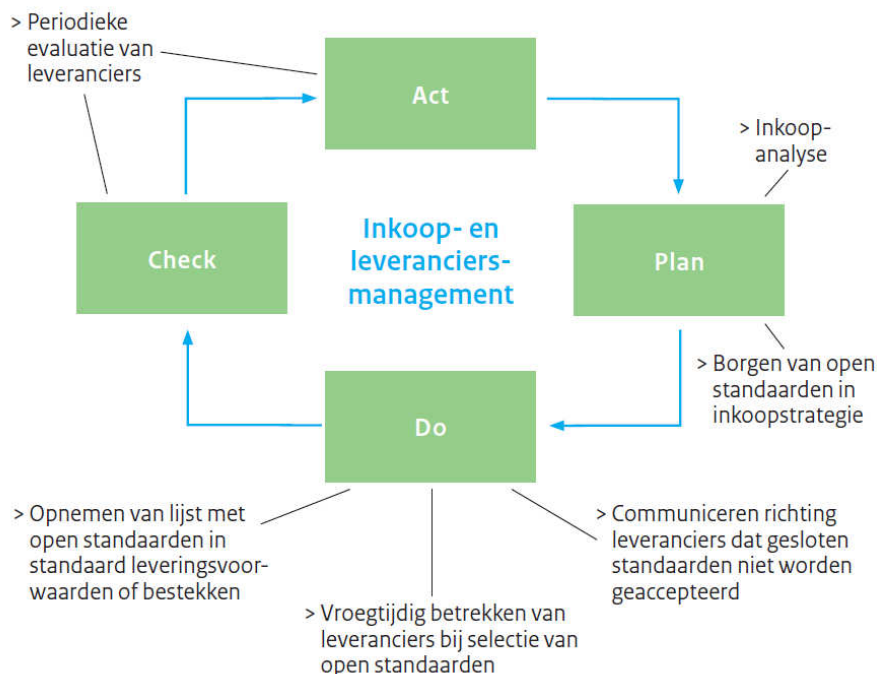 > Periodieke
evaluatie van
leveranciers
Act
> Inkoop-
analyse
Check
Inkoop- en
leveranciers-
management
Plan
> Borgen van open
standaarden in
inkoopstrategie
Do
> Opnemen van lijst met
open standaarden in
standaard leveringsvoor-
waarden of bestekken
> Vroegtijdig betrekken van
leveranciers bij selectie van
open standaarden
> Communiceren richting
leveranciers dat gesloten
standaarden niet worden
geaccepteerd